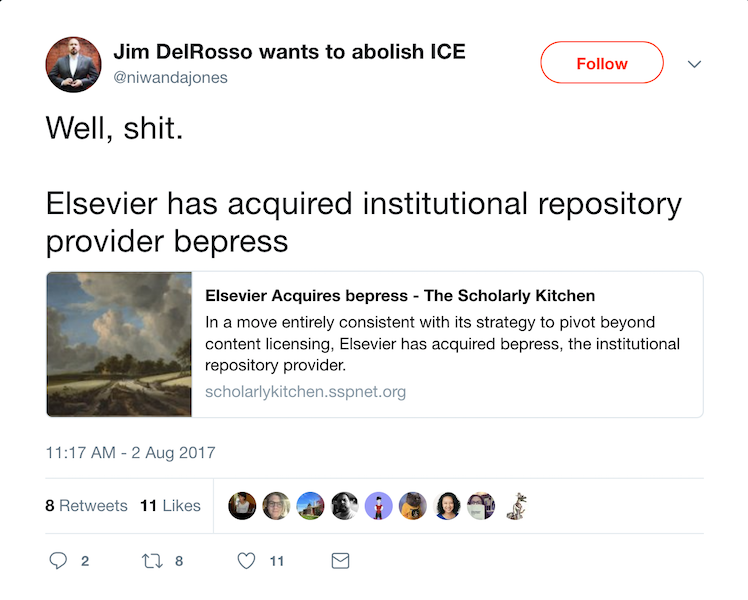 Jim DelRosso wants to abolish ICE
@niwandajones
Follow
Well, shit.
Elsevier has acquired institutional repository
provider bepress
Elsevier Acquires bepress - The Scholarly Kitchen
In a move entirely consistent with its strategy to pivot beyond
content licensing, Elsevier has acquired bepress, the institutional
repository provider.
scholarlykitchen.sspnet.org
11:17 AM - 2 Aug 2017
8 Retweets 11 Likes
2 8 11